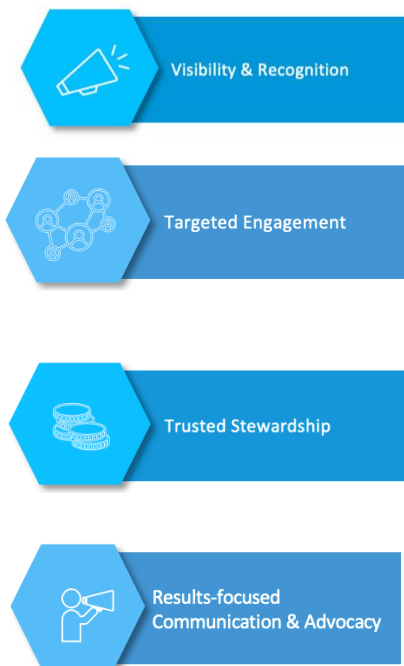 Visibility & Recognition
Targeted Engagement
Trusted Stewardship
Results-focused
Communication & Advocacy